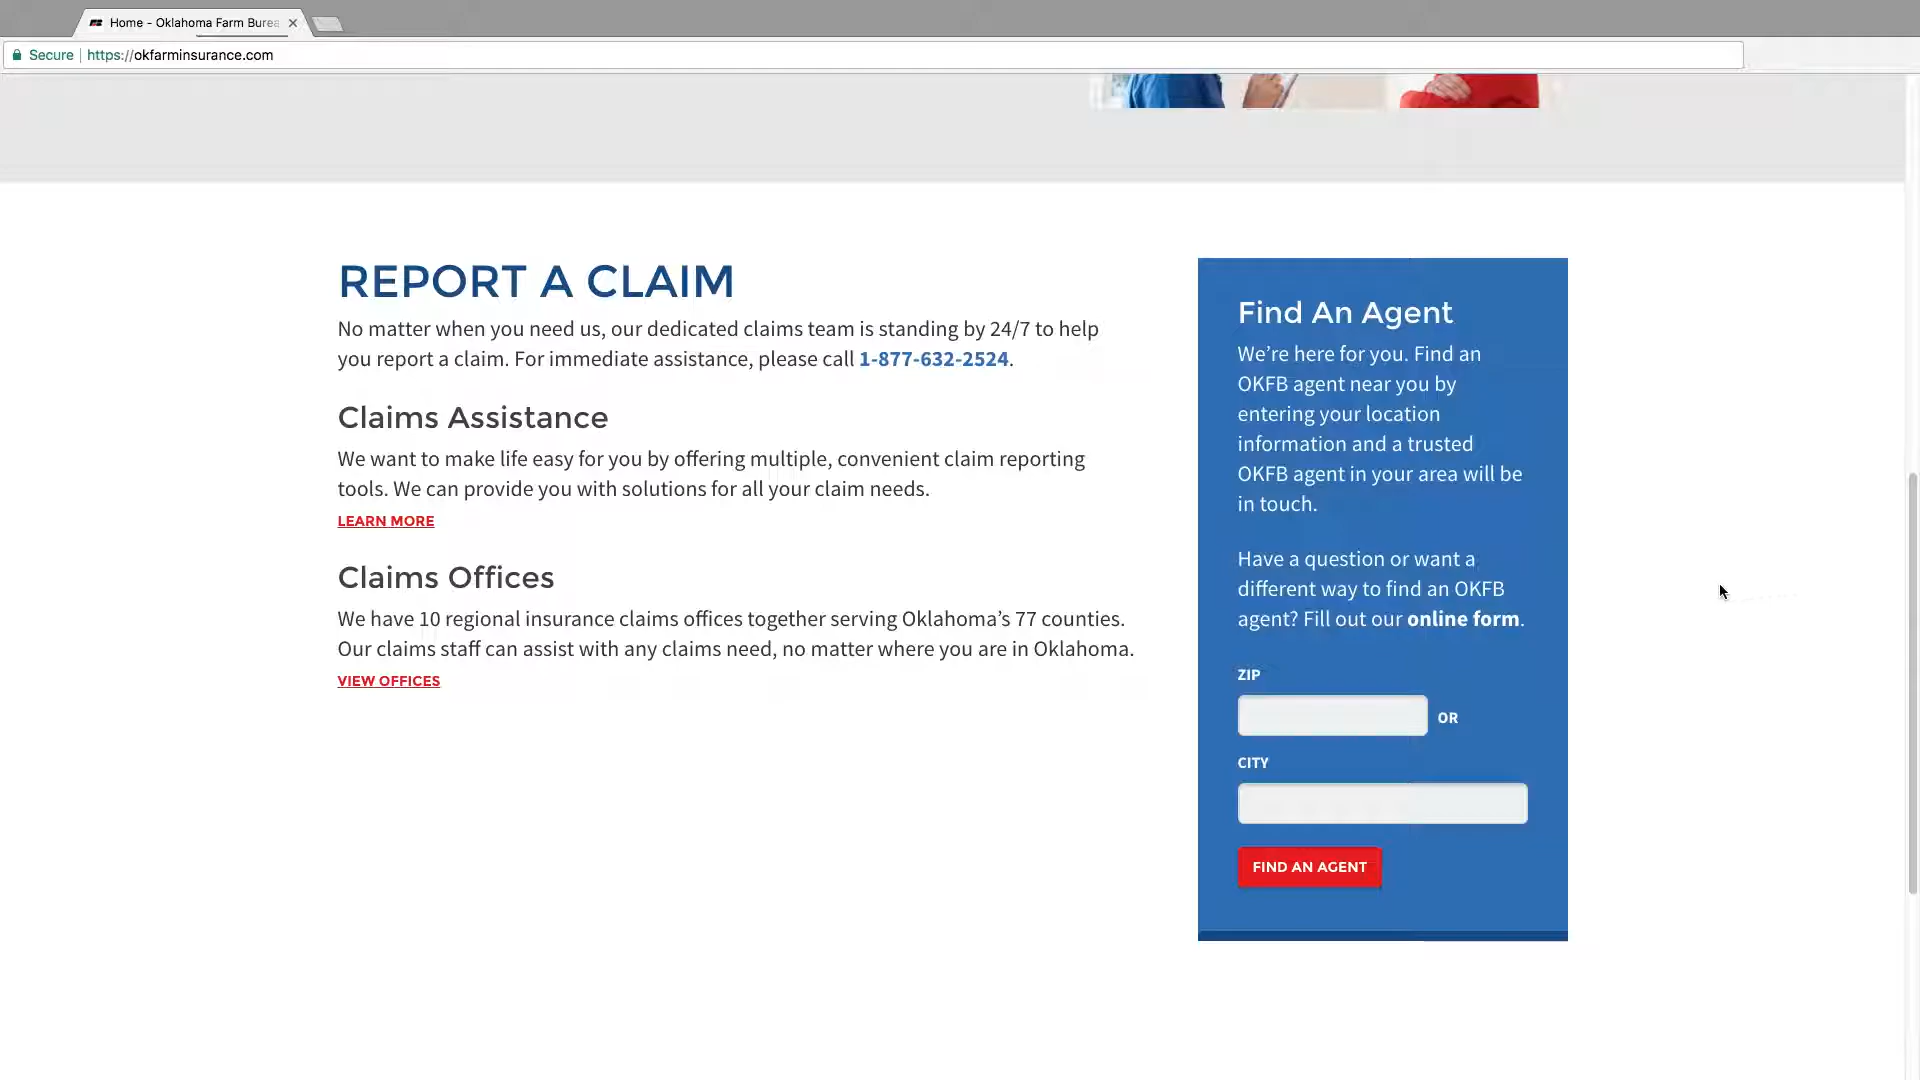 Home - Oklahoma Farm Burea
Secure https://okfarminsurance.com
REPORT A CLAIM
No matter when you need us, our dedicated claims team is standing by 24/7 to help
you report a claim. For immediate assistance, please call 1-877-632-2524.
Claims Assistance
We want to make life easy for you by offering multiple, convenient claim reporting
tools. We can provide you with solutions for all your claim needs.
LEARN MORE
Claims Offices
We have 10 regional insurance claims offices together serving Oklahoma’s 77 counties.
Our claims staff can assist with any claims need, no matter where you are in Oklahoma.
VIEW OFFICES
Find An Agent
We’re here for you. Find an
OKFB agent near you by
entering your location
information and a trusted
OKFB agent in your area will be
in touch.
Have a question or want a
different way to find an OKFB
agent? Fill out our online form.
ZIP
OR
CITY
FIND AN AGENT